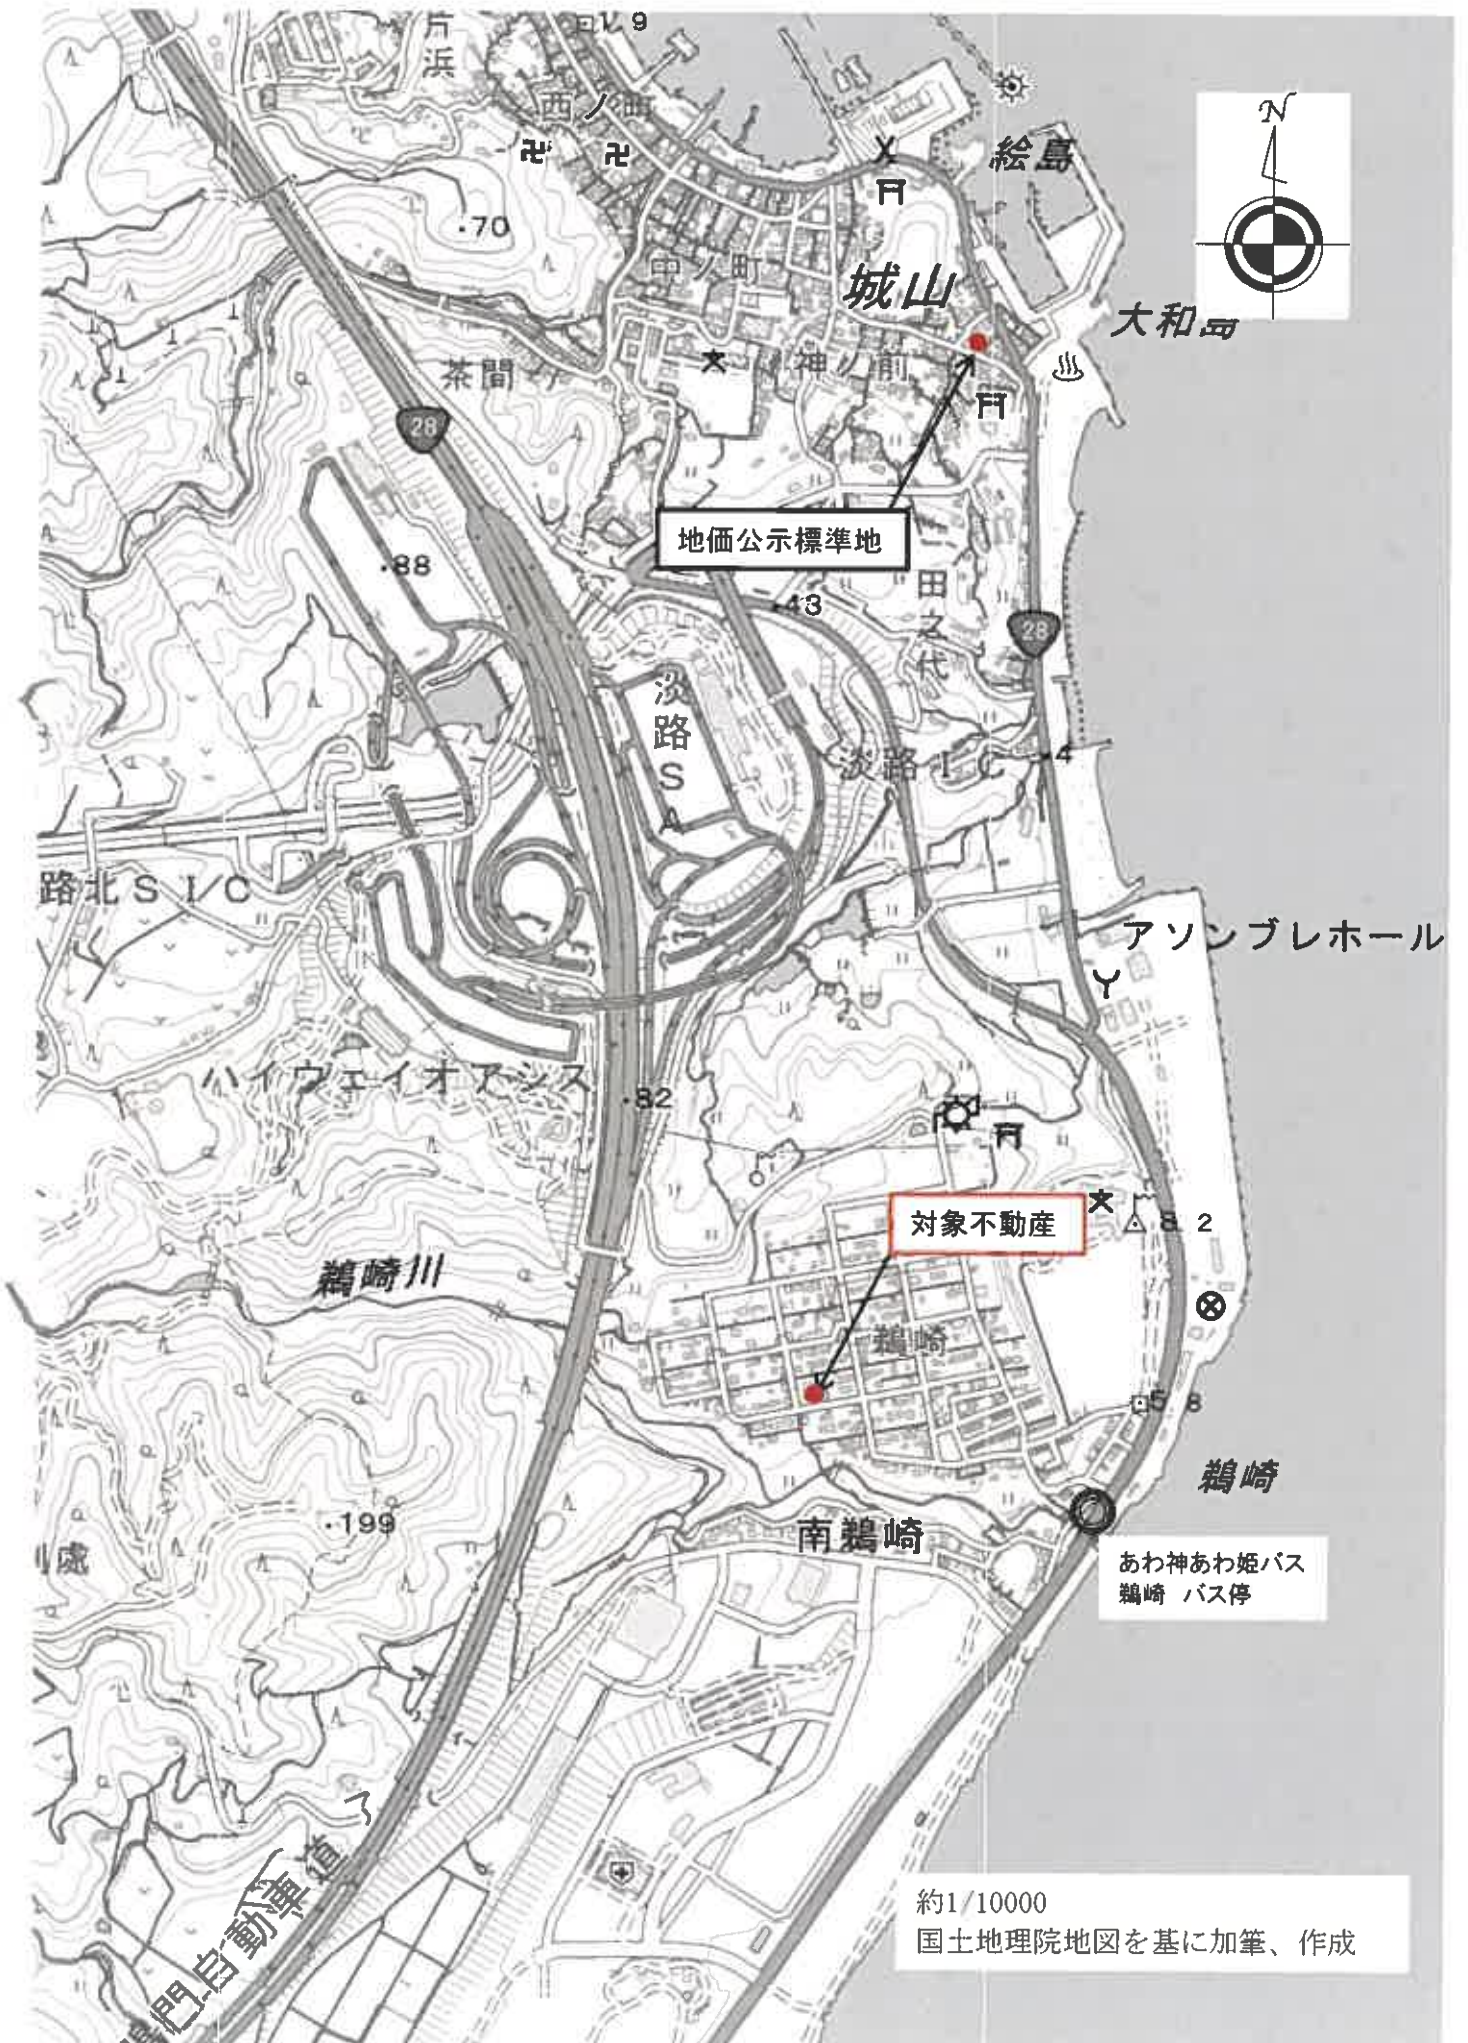 片浜
1.9
西ノ町
N
絵島
70
中ノ町
城山
大和島
茶間
神ノ前
28
地価公示標準地
88
43
田之代
28
淡路SA
淡路IC
4
路北SI/C
アソンブレホール
ハイウェイオアシス
82
対象不動産
8.2
鵜崎川
鵜崎
5.8
鵜崎
199
南鵜崎
あわ神あわ姫バス
鵜崎 バス停
約1/10000
国土地理院地図を基に加筆、作成
門自動車道